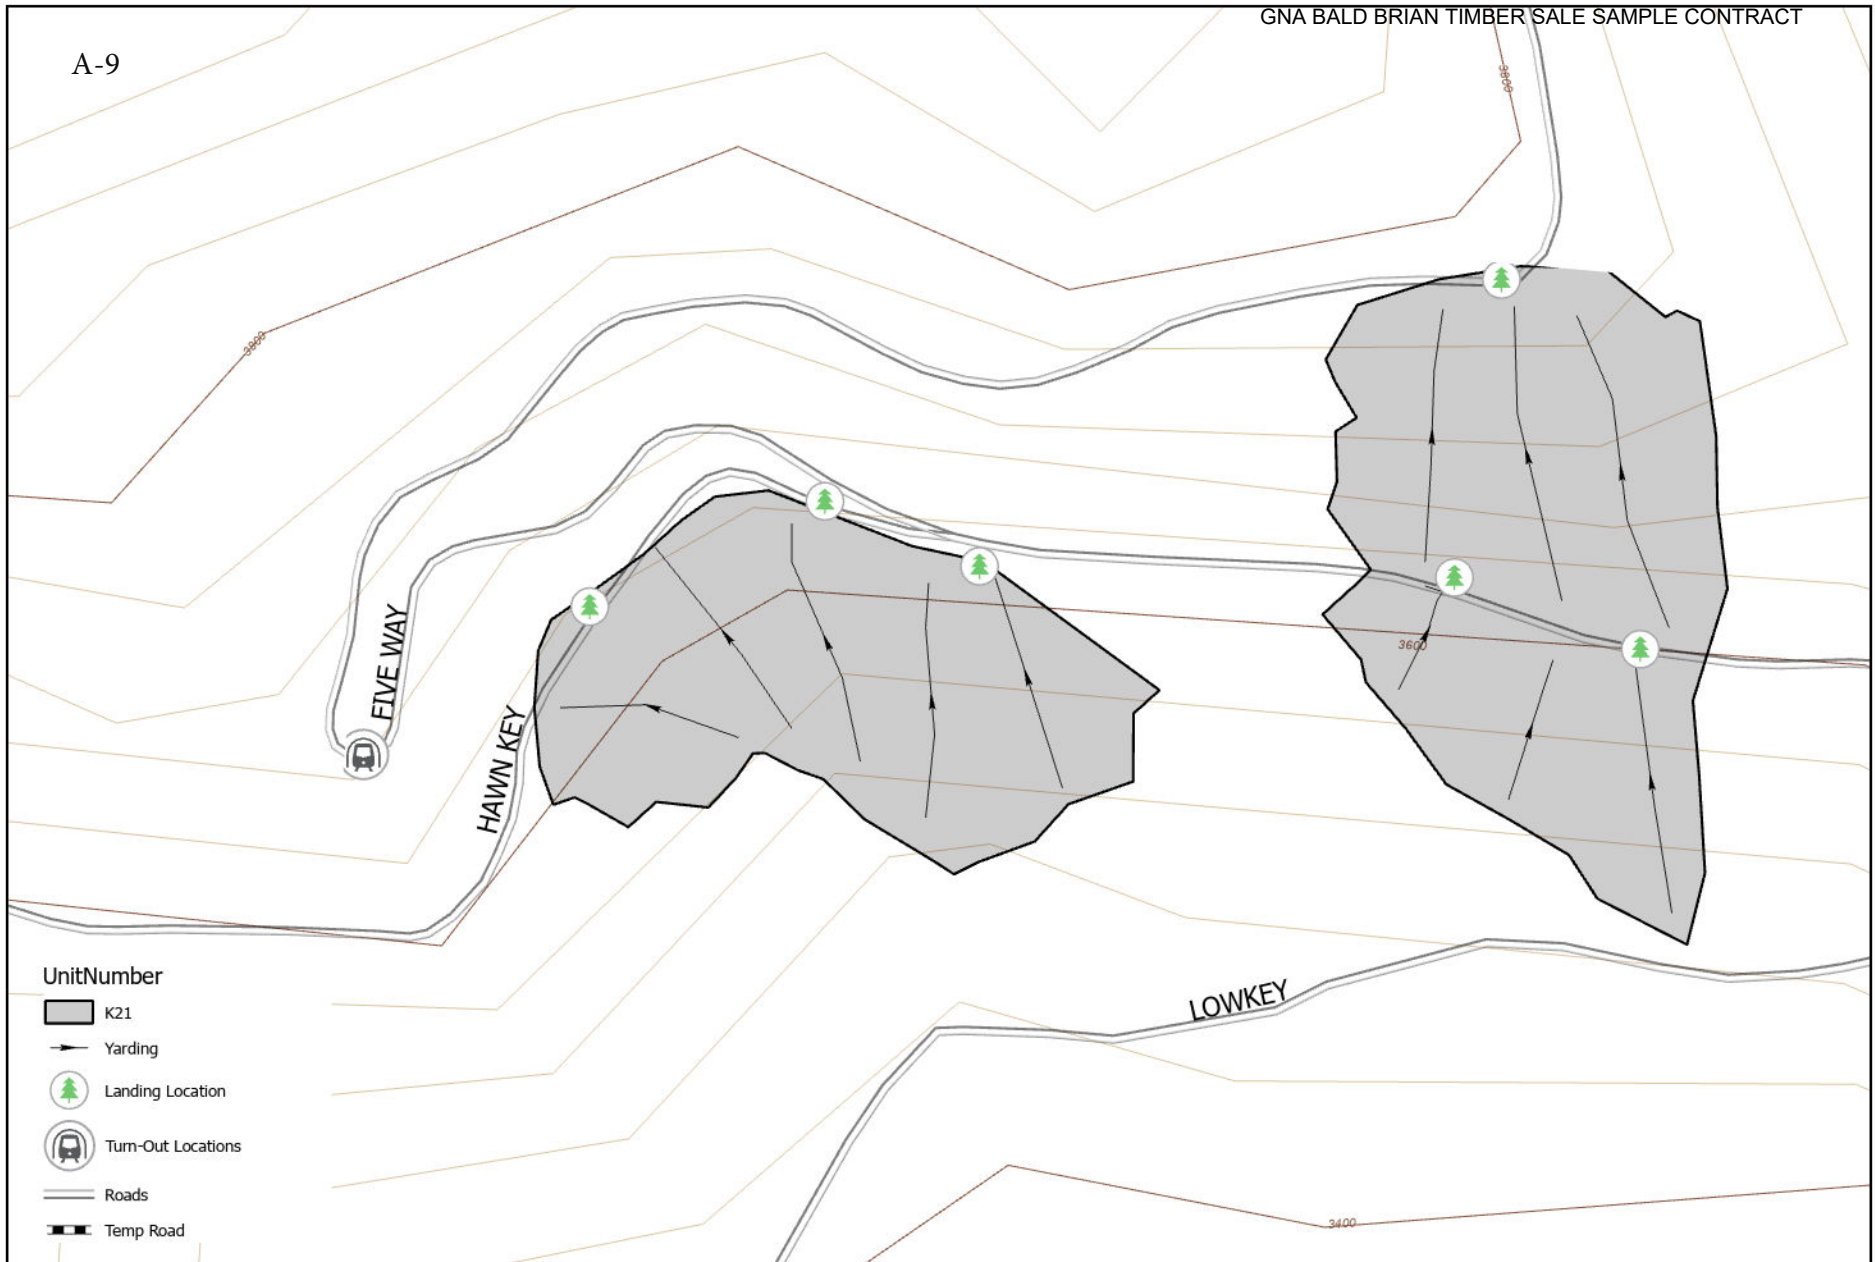 GNA BALD BRIAN TIMBER SALE SAMPLE CONTRACT
A-9
3800
3800
FIVE WAY
3600
HAWN KEY
LOWKEY
3400
UnitNumber
K21
Yarding
Landing Location
Turn-Out Locations
Roads
Temp Road